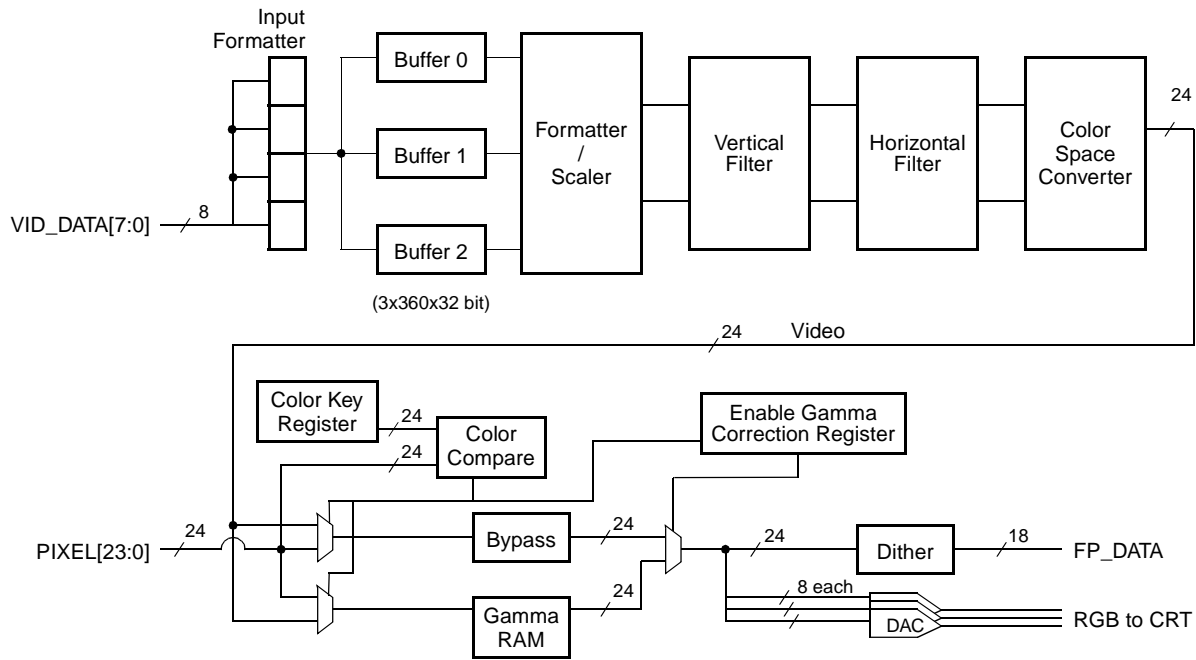 Input
Formatter
Buffer 0
Buffer 1
Buffer 2
(3x360x32 bit)
Formatter
/
Scaler
Vertical
Filter
Horizontal
Filter
Color
Space
Converter
24
VID_DATA[7:0]
8
24
Video
Color Key
Register
24
Color
Compare
24
Enable Gamma
Correction Register
PIXEL[23:0]
24
Bypass
24
Gamma
RAM
24
24
Dither
18
FP_DATA
8 each
DAC
RGB to CRT